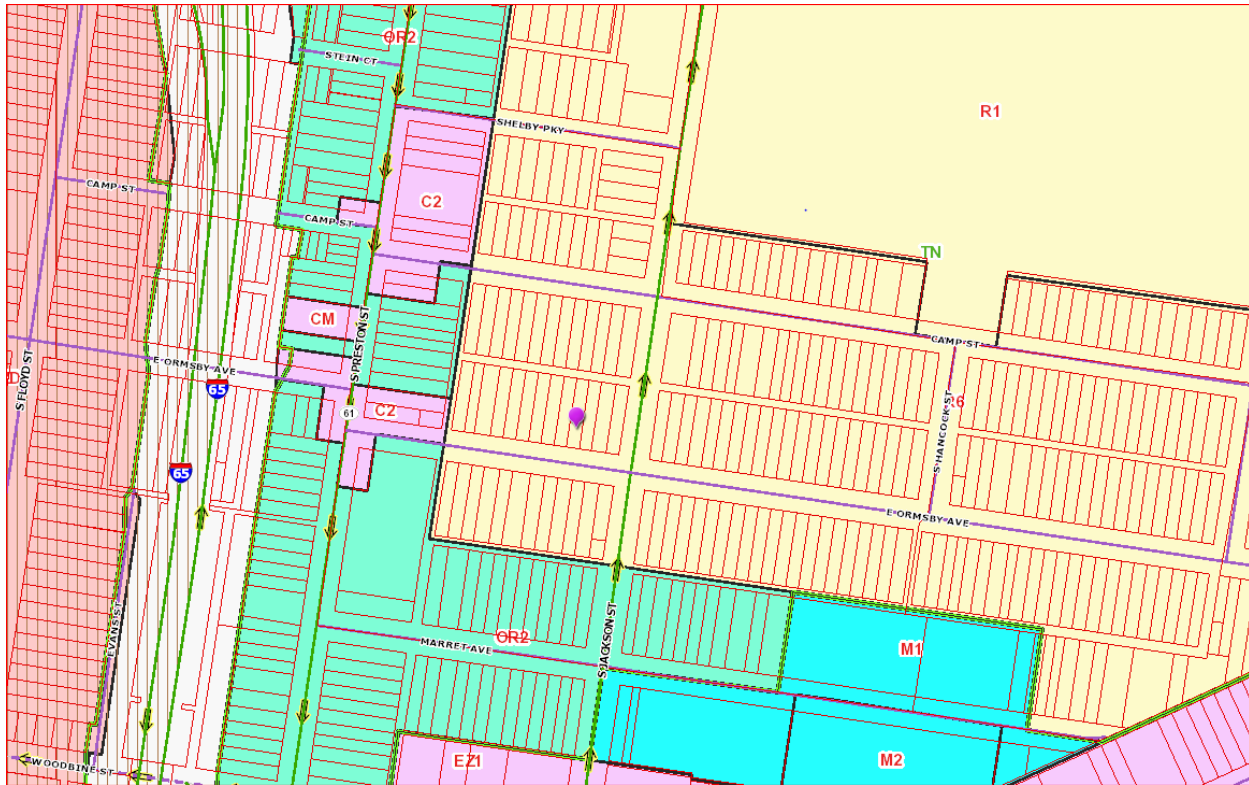 OR2
STEIN CT
R1
SHELBY PKY
CAMP ST
C2
CAMP ST
TN
CM
S PRESTON ST
CAMP ST
E ORMSBY AVE
S FLOYD ST
65
R6
61
C2
S HANCOCK ST
65
E ORMSBY AVE
EVANS ST
S JACKSON ST
OR2
MARRET AVE
M1
EZ1
M2
WOODBINE ST